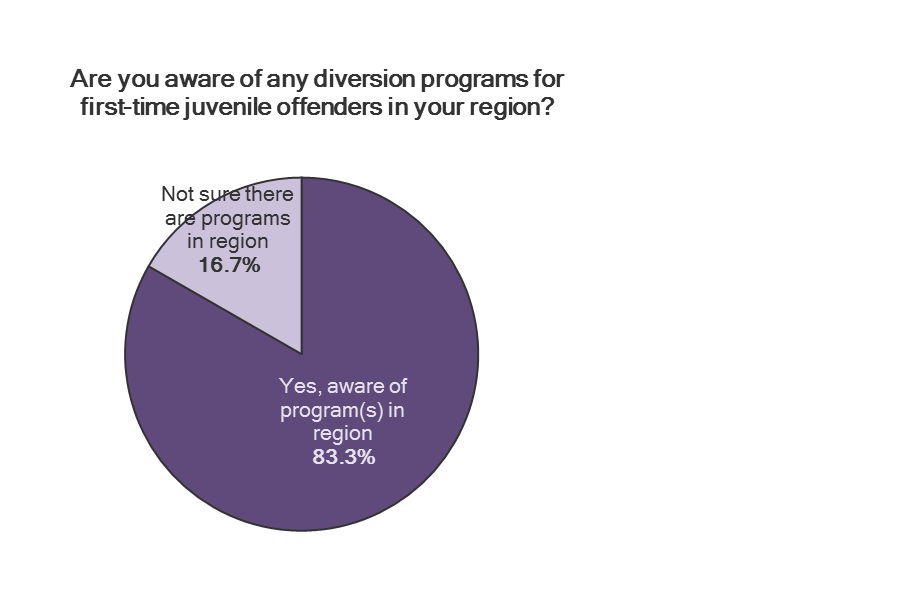 Are you aware of any diversion programs for
first-time juvenile offenders in your region?
Not sure there
are programs
in region
16.7%
Yes, aware of
program(s) in
region
83.3%